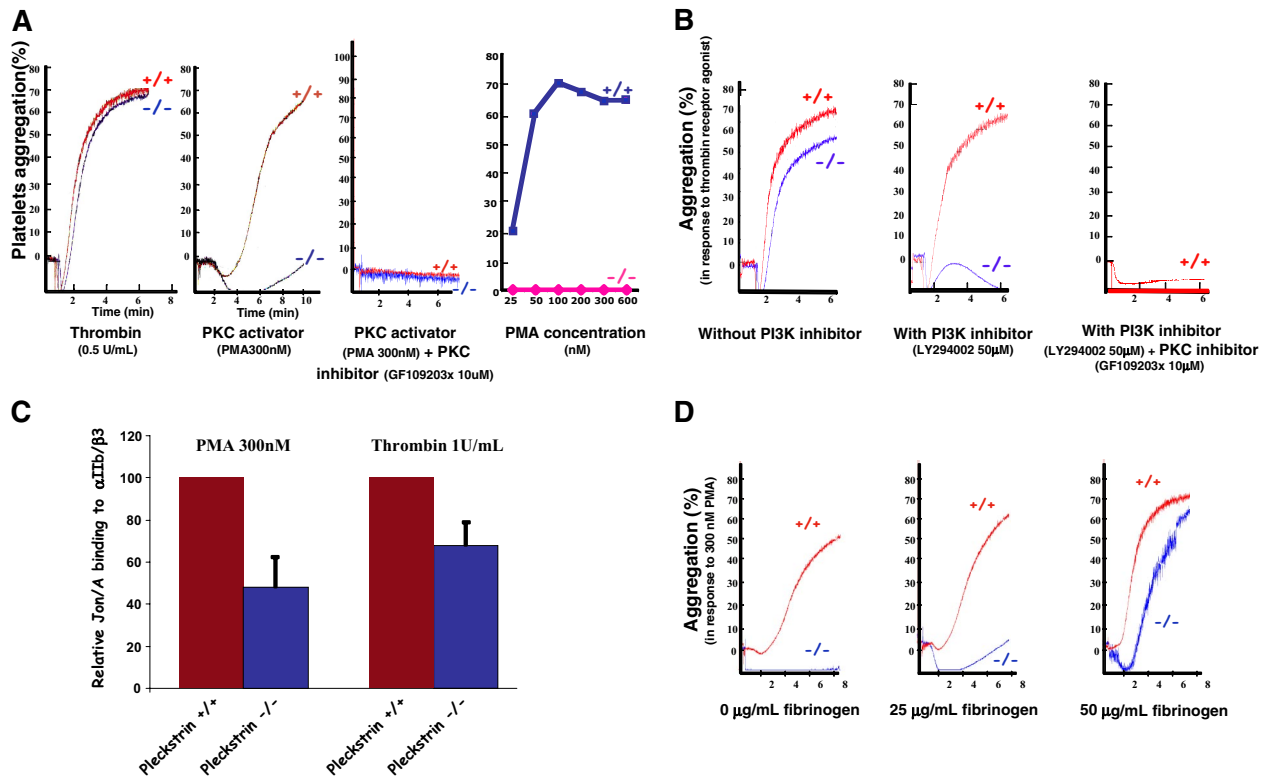 A
Platelets aggregation(%)
80
70
60
50
40
30
20
10
0
+/+
-/-
2 4 6 8
Time (min)
Thrombin
(0.5 U/mL)
80
70
60
50
40
30
20
10
0
+/+
-/-
2 4 6 8 10
Time (min)
PKC activator
(PMA300nM)
100
90
80
70
60
50
40
30
20
10
0
+/+
-/-
2 4 6
PKC activator
(PMA 300nM) + PKC
inhibitor (GF109203x 10uM)
80
70
60
50
40
30
20
10
0
+/+
-/-
25 50 100 200 300 600
PMA concentration
(nM)
B
Aggregation (%)
(in response to thrombin receptor agonist)
80
70
60
50
40
30
20
10
0
+/+
-/-
2 4 6
Without PI3K inhibitor
80
70
60
50
40
30
20
10
0
+/+
-/-
2 4 6
With PI3K inhibitor
(LY294002 50µM)
80
70
60
50
40
30
20
10
0
+/+
2 4 6
With PI3K inhibitor
(LY294002 50µM) + PKC inhibitor
(GF109203x 10µM)
C
Relative Jon/A binding to αIIb/β3
120
100
80
60
40
20
0
PMA 300nM
Thrombin 1U/mL
Pleckstrin +/+
Pleckstrin -/-
Pleckstrin +/+
Pleckstrin -/-
D
Aggregation (%)
(in response to 300 nM PMA)
80
70
60
50
40
30
20
10
0
+/+
-/-
2 4 6 8
0 µg/mL fibrinogen
80
70
60
50
40
30
20
10
0
+/+
-/-
2 4 6 8
25 µg/mL fibrinogen
80
70
60
50
40
30
20
10
0
+/+
-/-
2 4 6 8
50 µg/mL fibrinogen